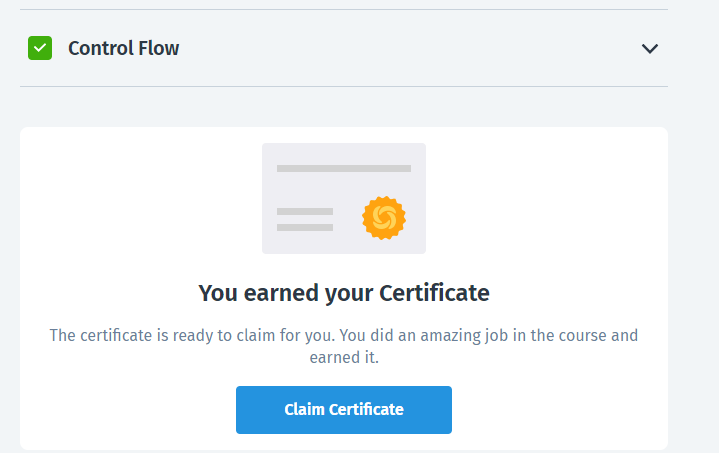 Control Flow
You earned your Certificate
The certificate is ready to claim for you. You did an amazing job in the course and
earned it.
Claim Certificate